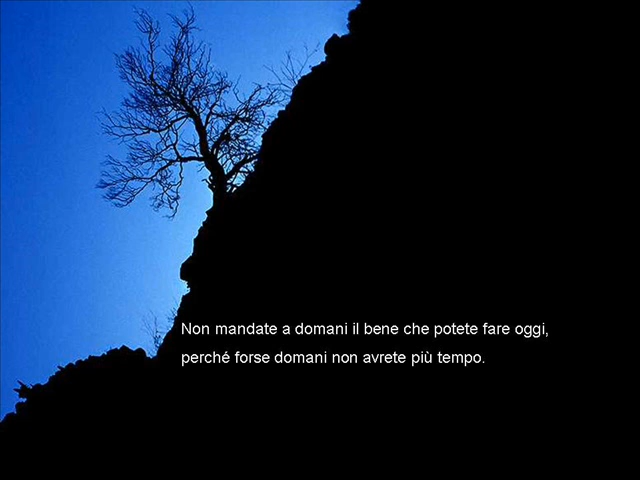 Non mandate a domani il bene che potete fare oggi,
perché forse domani non avrete più tempo.